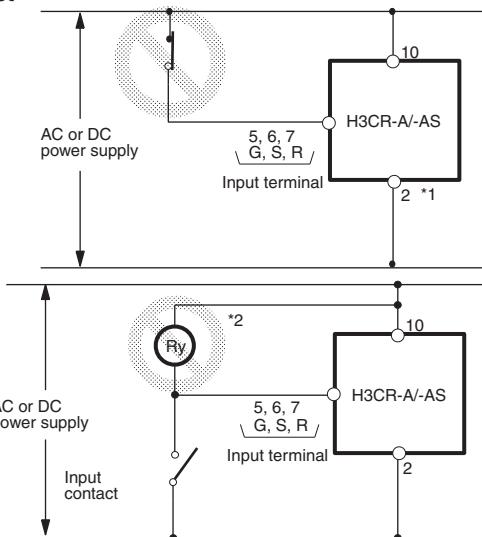 10
H3CR-A/-AS
AC or DC
power supply
5, 6, 7
G, S, R
Input terminal
2 *1
*2
10
Ry
H3CR-A/-AS
AC or DC
power supply
5, 6, 7
G, S, R
Input terminal
2
Input
contact